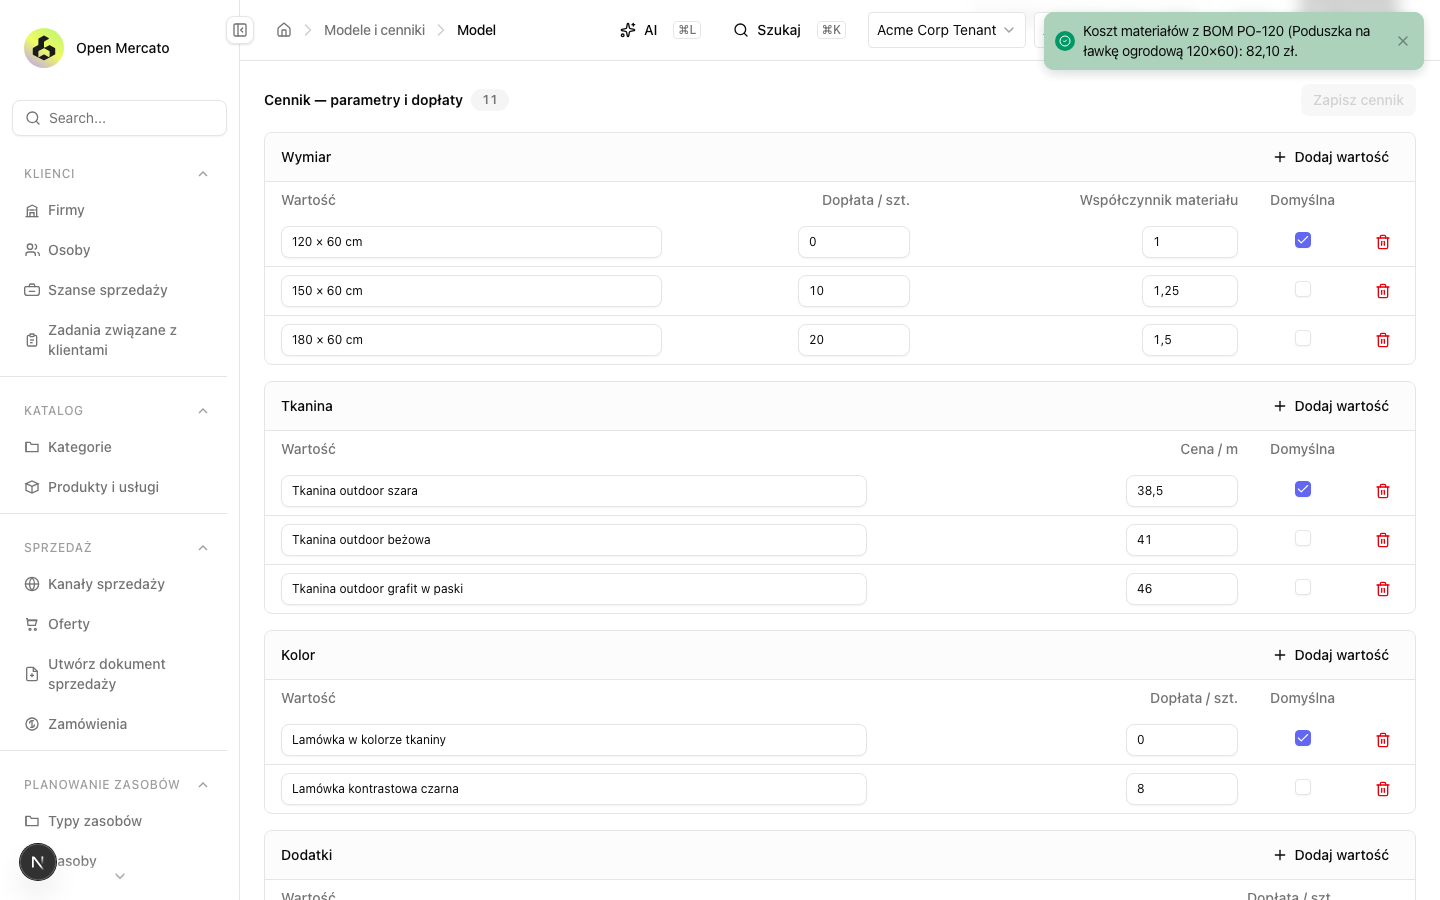 Open Mercato
Modele i cenniki
Model
AI ⌘L
Szukaj ⌘K
Acme Corp Tenant
Koszt materiałów z BOM PO-120 (Poduszka na
ławkę ogrodową 120×60): 82,10 zł.
Search...
KLIENCI
Firmy
Osoby
Szanse sprzedaży
Zadania związane z
klientami
KATALOG
Kategorie
Produkty i usługi
SPRZEDAŻ
Kanały sprzedaży
Oferty
Utwórz dokument
sprzedaży
Zamówienia
PLANOWANIE ZASOBÓW
Typy zasobów
asoby
N
Cennik — parametry i dopłaty 11
Zapisz cennik
Wymiar
Dodaj wartość
Wartość Dopłata / szt. Współczynnik materiału Domyślna
120 × 60 cm 0 1
150 × 60 cm 10 1,25
180 × 60 cm 20 1,5
Tkanina
Dodaj wartość
Wartość Cena / m Domyślna
Tkanina outdoor szara 38,5
Tkanina outdoor beżowa 41
Tkanina outdoor grafit w paski 46
Kolor
Dodaj wartość
Wartość Dopłata / szt. Domyślna
Lamówka w kolorze tkaniny 0
Lamówka kontrastowa czarna 8
Dodatki
Dodaj wartość
Wartość Dopłata / szt.